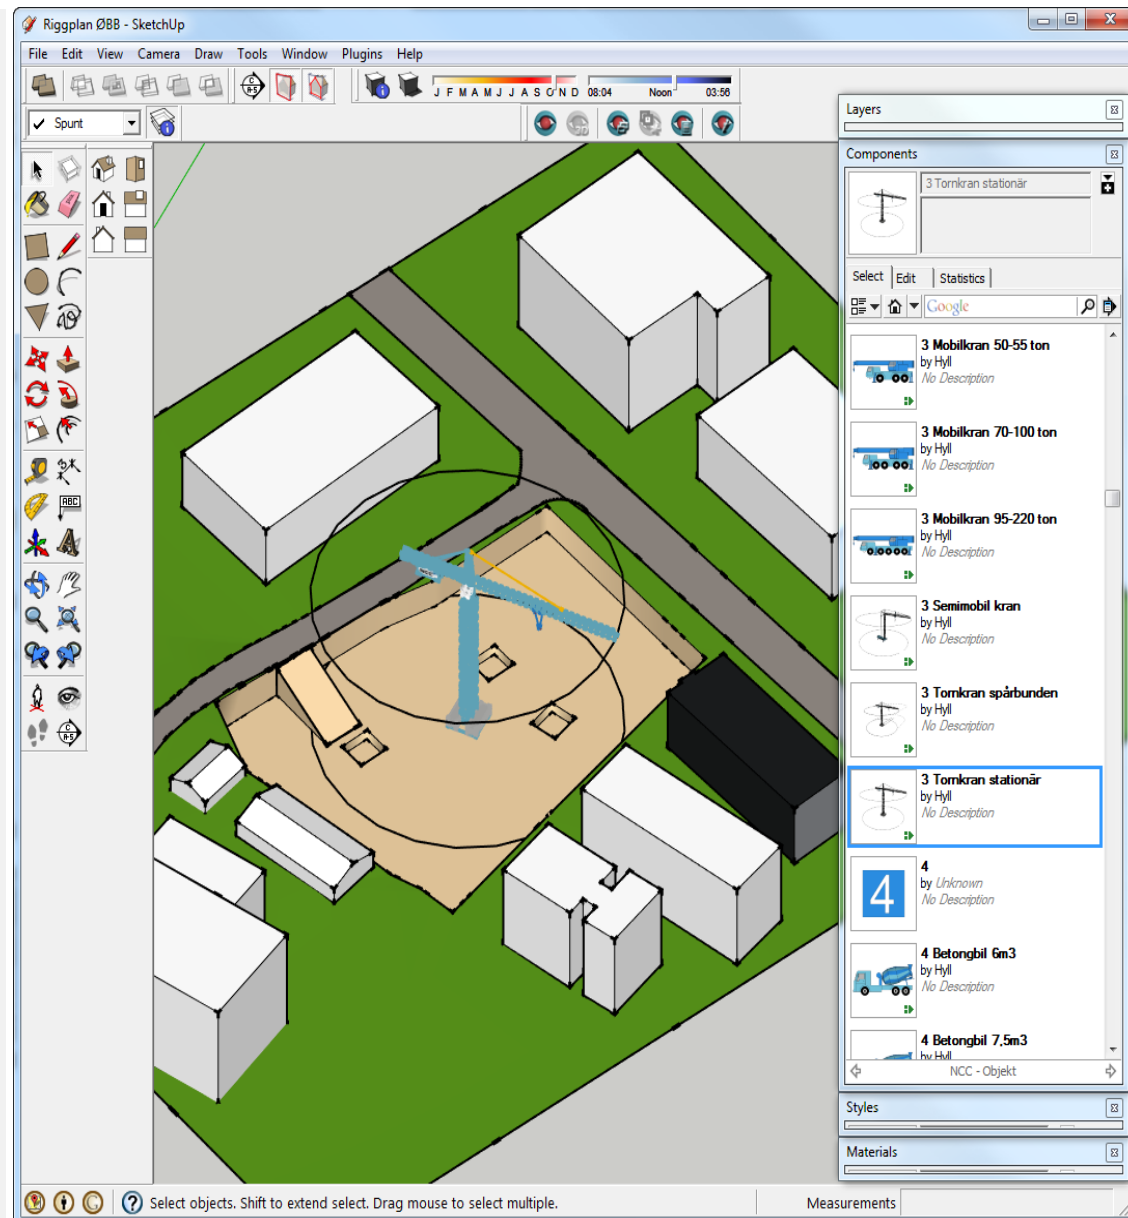 Riggplan ØBB - SketchUp
File Edit View Camera Draw Tools Window Plugins Help
J F M A M J J A S O N D 08:04 Noon 03:56
Spunt
Layers
Components
3 Tornkran stationär
Select Edit Statistics
Google
3 Mobilkran 50-55 ton
by Hyll
No Description
3 Mobilkran 70-100 ton
by Hyll
No Description
3 Mobilkran 95-220 ton
by Hyll
No Description
3 Semimobil kran
by Hyll
No Description
3 Tornkran spårbunden
by Hyll
No Description
3 Tornkran stationär
by Hyll
No Description
4
4
by Unknown
No Description
4 Betongbil 6m3
by Hyll
No Description
4 Betongbil 7,5m3
by Hyll
NCC - Objekt
Styles
Materials
ABC
NCC
Select objects. Shift to extend select. Drag mouse to select multiple.
Measurements